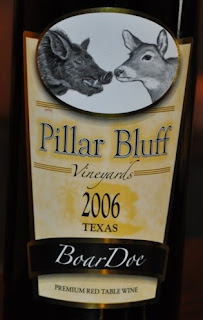 Pillar Bluff
Vineyards
2006
TEXAS
BoarDoe
PREMIUM RED TABLE WINE